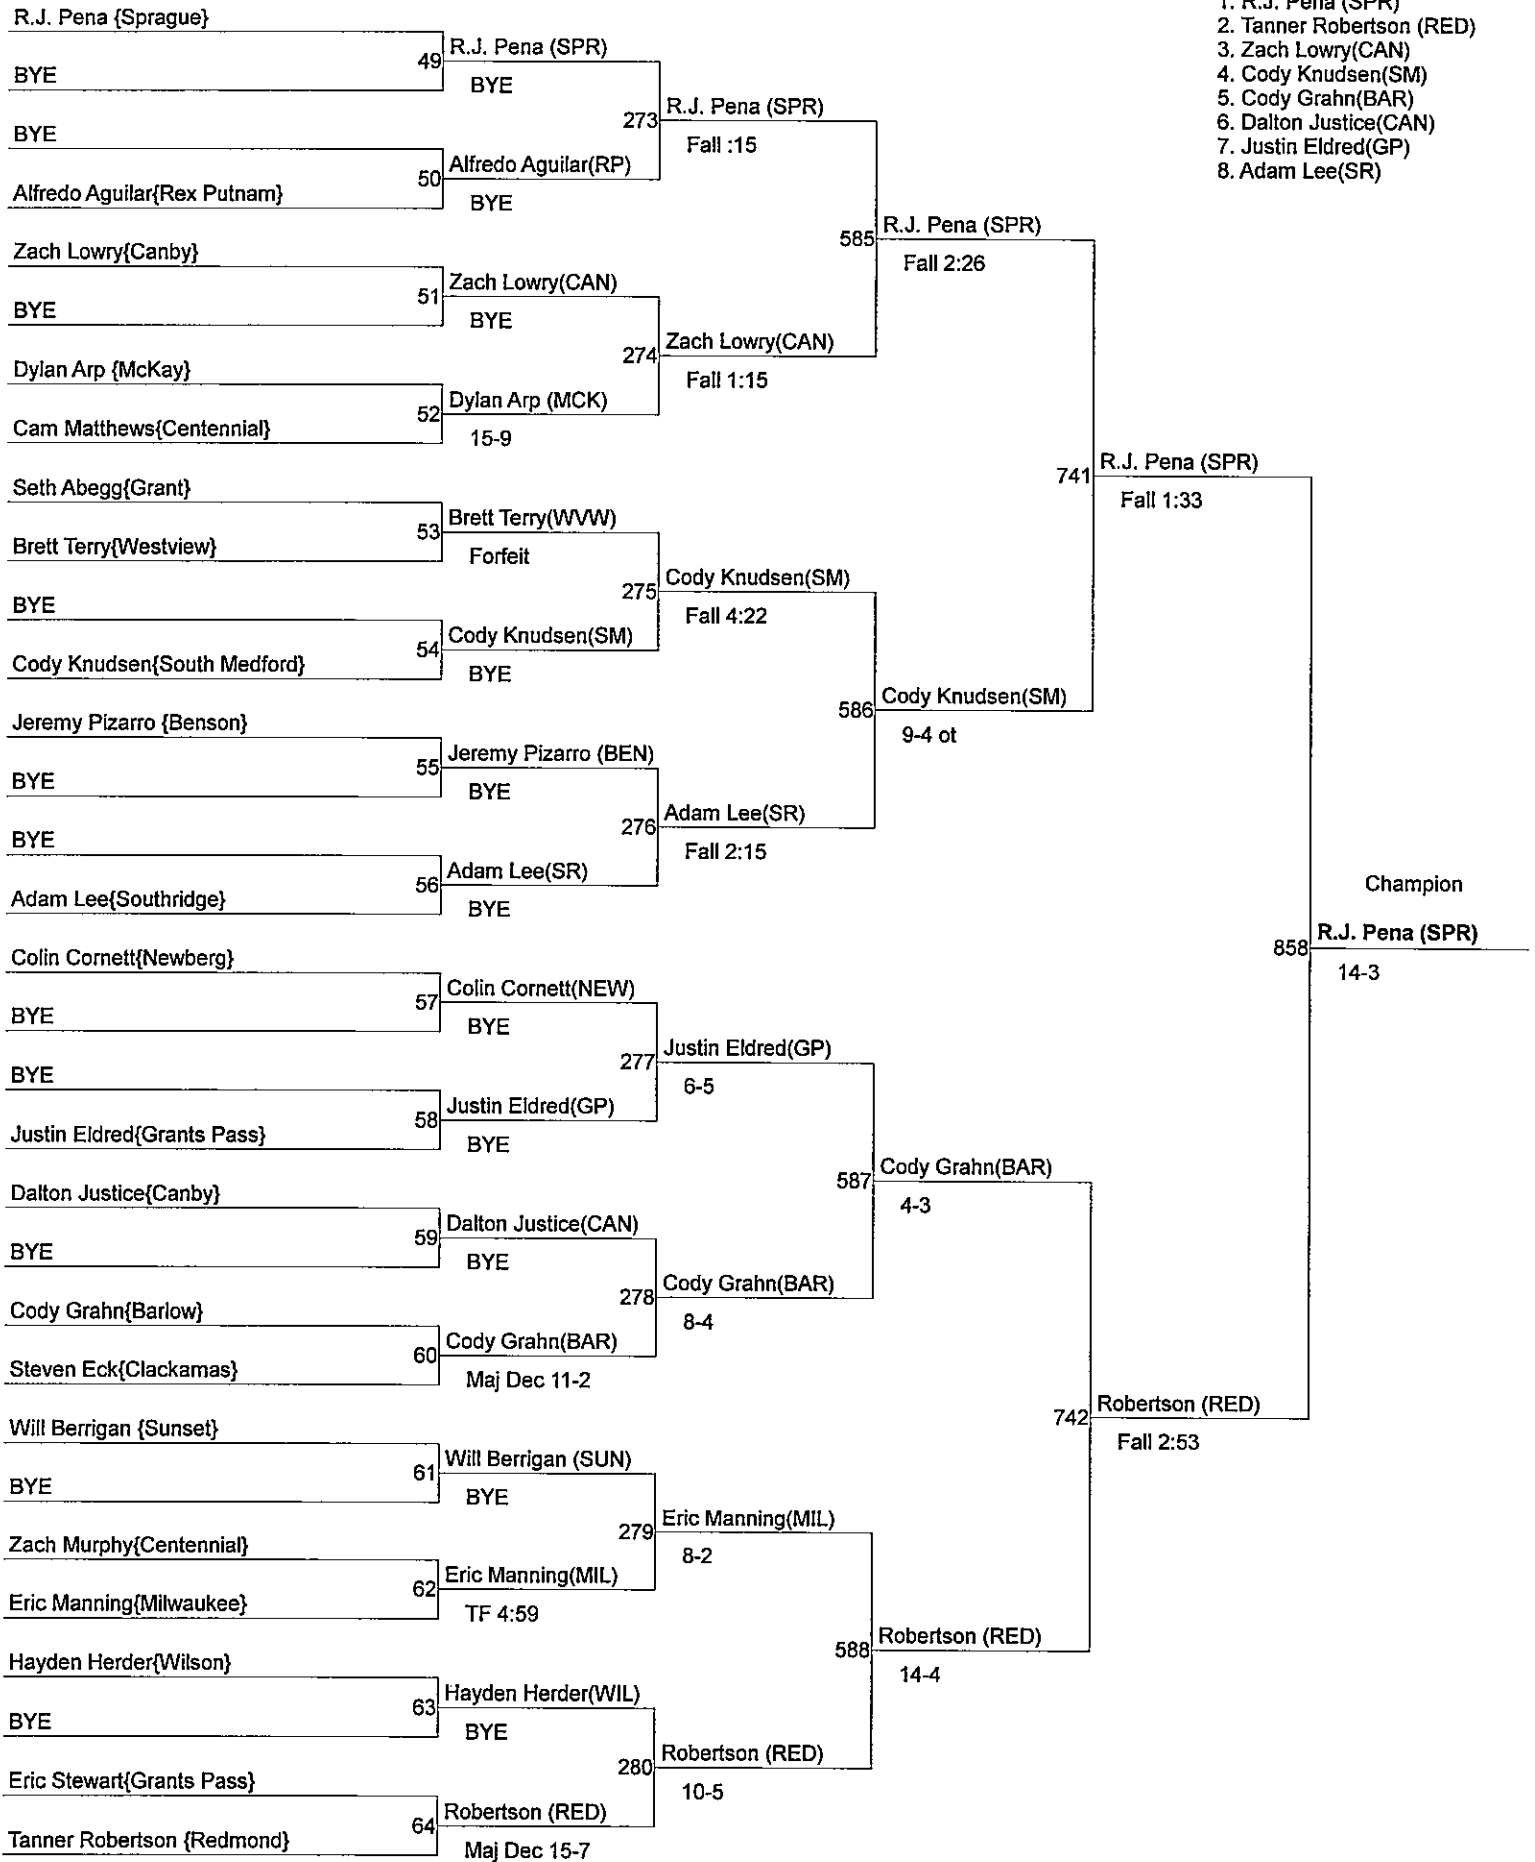 R.J. Pena {Sprague}
BYE
BYE
Alfredo Aguilar{Rex Putnam}
Zach Lowry{Canby}
BYE
Dylan Arp {McKay}
Cam Matthews{Centennial}
Seth Abegg{Grant}
Brett Terry{Westview}
BYE
Cody Knudsen{South Medford}
Jeremy Pizarro {Benson}
BYE
BYE
Adam Lee{Southridge}
Colin Cornett{Newberg}
BYE
BYE
Justin Eldred{Grants Pass}
Dalton Justice{Canby}
BYE
Cody Grahn{Barlow}
Steven Eck{Clackamas}
Will Berrigan {Sunset}
BYE
Zach Murphy{Centennial}
Eric Manning{Milwaukee}
Hayden Herder{Wilson}
BYE
Eric Stewart{Grants Pass}
Tanner Robertson {Redmond}
49 R.J. Pena (SPR)
BYE
50 Alfredo Aguilar(RP)
BYE
51 Zach Lowry(CAN)
BYE
52 Dylan Arp (MCK)
15-9
53 Brett Terry(WVW)
Forfeit
54 Cody Knudsen(SM)
BYE
55 Jeremy Pizarro (BEN)
BYE
56 Adam Lee(SR)
BYE
57 Colin Cornett(NEW)
BYE
58 Justin Eldred(GP)
BYE
59 Dalton Justice(CAN)
BYE
60 Cody Grahn(BAR)
Maj Dec 11-2
61 Will Berrigan (SUN)
BYE
62 Eric Manning(MIL)
TF 4:59
63 Hayden Herder(WIL)
BYE
64 Robertson (RED)
Maj Dec 15-7
273 R.J. Pena (SPR)
Fall :15
274 Zach Lowry(CAN)
Fall 1:15
275 Cody Knudsen(SM)
Fall 4:22
276 Adam Lee(SR)
Fall 2:15
277 Justin Eldred(GP)
6-5
278 Cody Grahn(BAR)
8-4
279 Eric Manning(MIL)
8-2
280 Robertson (RED)
10-5
585 R.J. Pena (SPR)
Fall 2:26
586 Cody Knudsen(SM)
9-4 ot
587 Cody Grahn(BAR)
4-3
588 Robertson (RED)
14-4
741 R.J. Pena (SPR)
Fall 1:33
742 Robertson (RED)
Fall 2:53
Champion
858 R.J. Pena (SPR)
14-3
1. R.J. Pena (SPR)
2. Tanner Robertson (RED)
3. Zach Lowry(CAN)
4. Cody Knudsen(SM)
5. Cody Grahn(BAR)
6. Dalton Justice(CAN)
7. Justin Eldred(GP)
8. Adam Lee(SR)